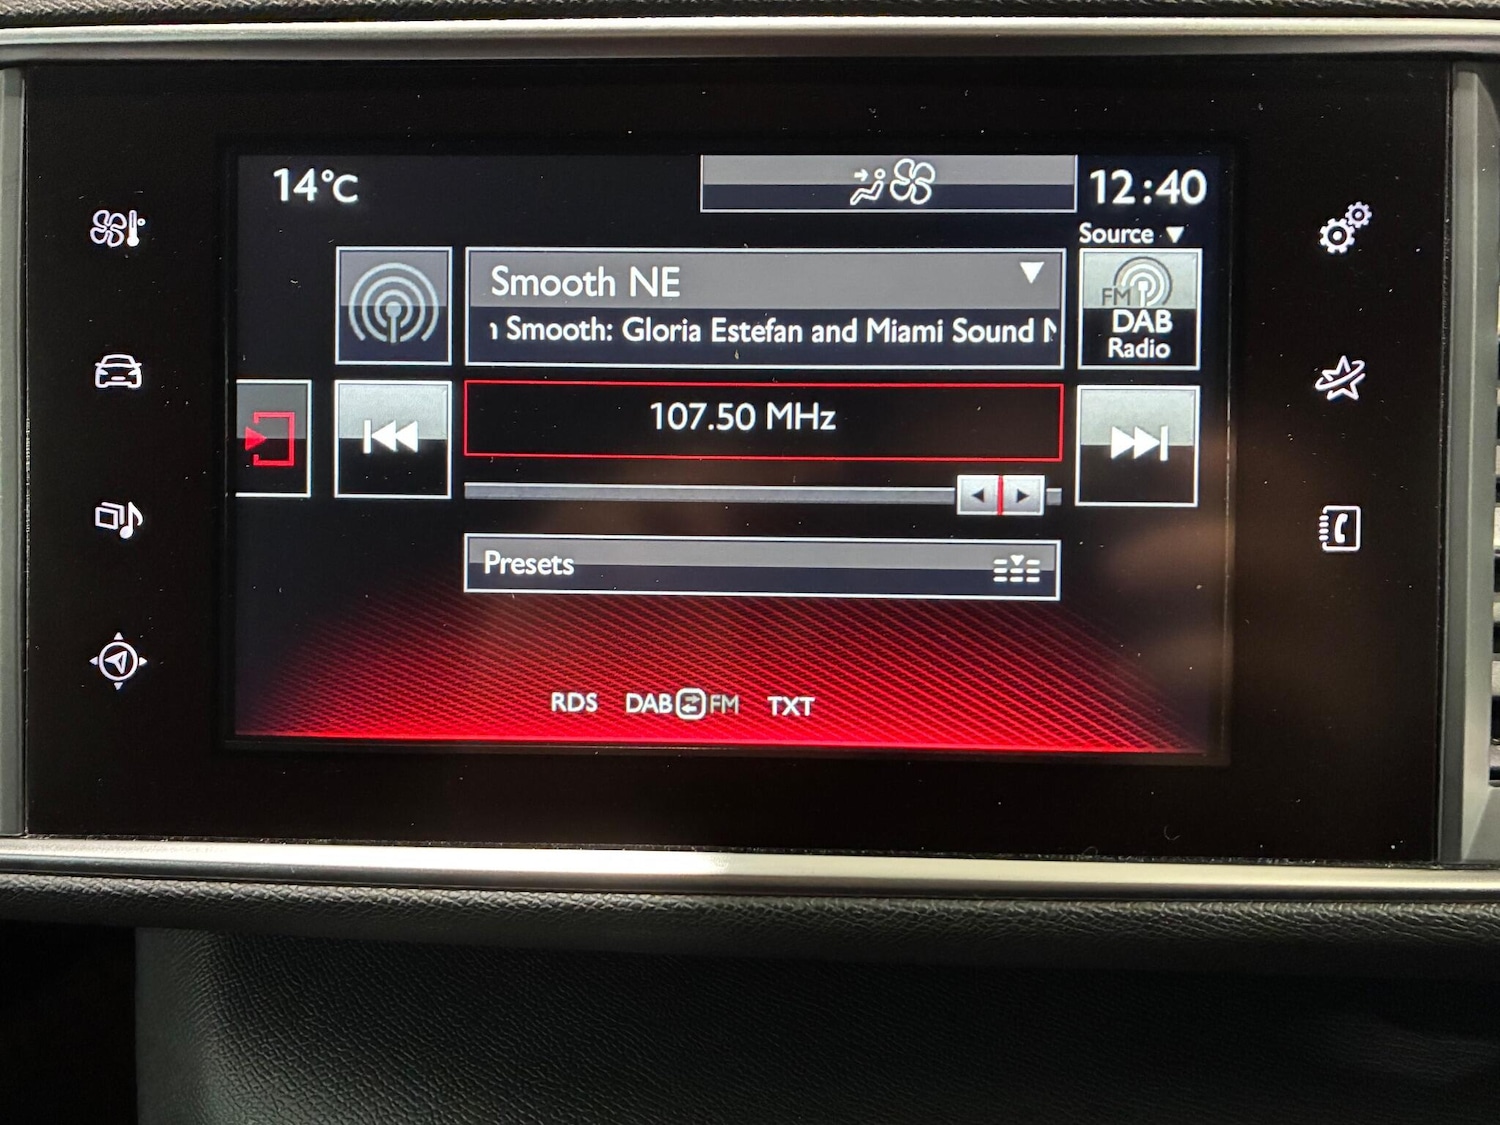 14°C
12:40
Source
Smooth NE
Smooth: Gloria Estefan and Miami Sound
FM
DAB
Radio
107.50 MHz
Presets
RDS DAB FM TXT